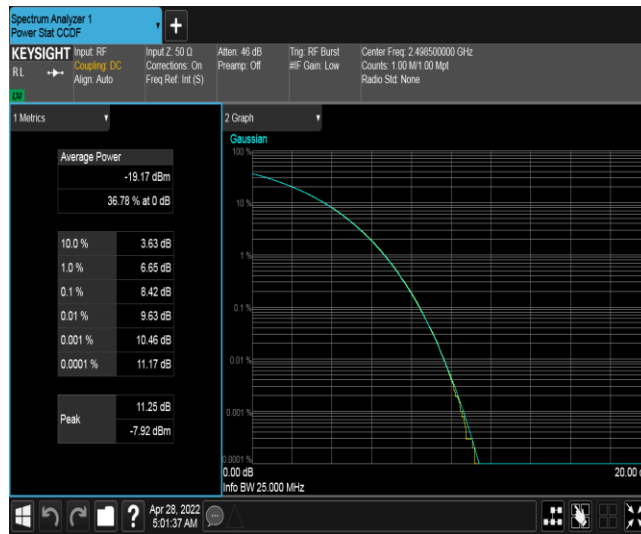 Spectrum Analyzer 1
Power Stat CCDF
+
KEYSIGHT
RL
Input: RF
Coupling: DC
Align: Auto
Input Z: 50 Ω
Corrections: On
Freq Ref: Int (S)
Atten: 46 dB
Preamp: Off
Trig: RF Burst
#IF Gain: Low
Center Freq: 2.498500000 GHz
Counts: 1.00 M/1.00 Mpt
Radio Std: None
1 Metrics
Average Power
-19.17 dBm
36.78 % at 0 dB
10.0 % 3.63 dB
1.0 % 6.65 dB
0.1 % 8.42 dB
0.01 % 9.63 dB
0.001 % 10.46 dB
0.0001 % 11.17 dB
Peak
11.25 dB
-7.92 dBm
2 Graph
Gaussian
100 %
10 %
1 %
0.1 %
0.01 %
0.001 %
0.0001 %
0.00 dB
20.00
Info BW 25.000 MHz
?
Apr 28, 2022
5:01:37 AM